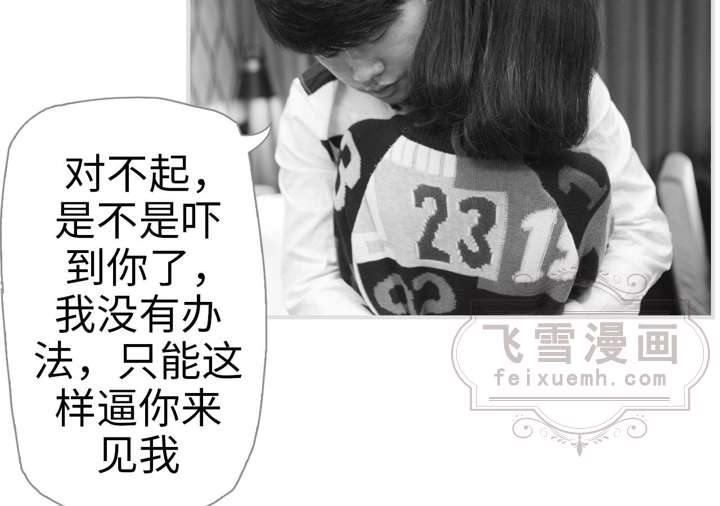 对不起，
是不是吓
到你了，
我没有办
法，只能这
样逼你来
见我
23
15
飞雪漫画
feixuemh.com